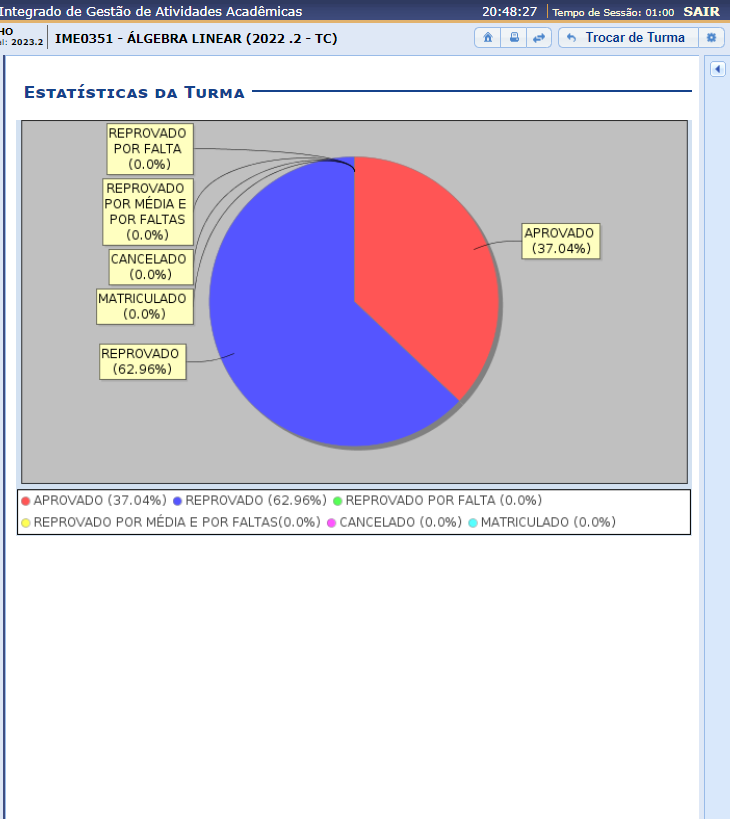 Integrado de Gestão de Atividades Acadêmicas 20:48:27 Tempo de Sessão: 01:00 SAIR
HO
el: 2023.2 IME0351 - ÁLGEBRA LINEAR (2022 .2 - TC) Trocar de Turma
Estatísticas da Turma
REPROVADO
POR FALTA
(0.0%)
REPROVADO
POR MÉDIA E
POR FALTAS
(0.0%)
APROVADO
(37.04%)
CANCELADO
(0.0%)
MATRICULADO
(0.0%)
REPROVADO
(62.96%)
APROVADO (37.04%) REPROVADO (62.96%) REPROVADO POR FALTA (0.0%)
REPROVADO POR MÉDIA E POR FALTAS(0.0%) CANCELADO (0.0%) MATRICULADO (0.0%)